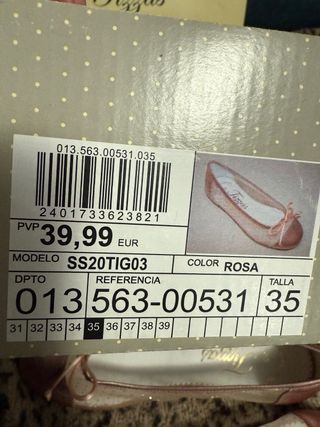 Tizzas
013.563.00531.035
2401733623821
PVP 39,99 EUR
MODELO SS20TIG03 COLOR ROSA
DPTO REFERENCIA TALLA
013 563-00531 35
31 32 33 34 35 36 37 38 39